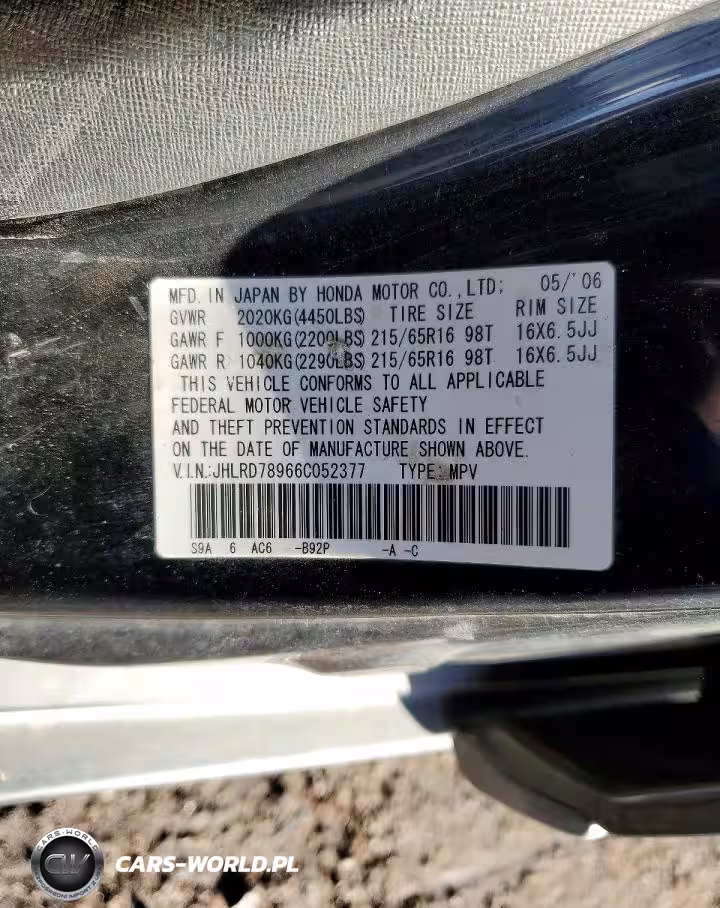 MFD. IN JAPAN BY HONDA MOTOR CO.,LTD: 05/'06
GVWR 2020KG(4450LBS) TIRE SIZE RIM SIZE
GAWR F 1000KG(2200LBS) 215/65R16 98T 16X6.5JJ
GAWR R 1040KG(2290LBS) 215/65R16 98T 16X6.5JJ
THIS VEHICLE CONFORMS TO ALL APPLICABLE
FEDERAL MOTOR VEHICLE SAFETY
AND THEFT PREVENTION STANDARDS IN EFFECT
ON THE DATE OF MANUFACTURE SHOWN ABOVE.
V.I.N.:JHLRD78966C052377 TYPE: MPV
S9A 6 AC6 -B92P -A -C
CARS-WORLD
CW
CARS-WORLD.PL